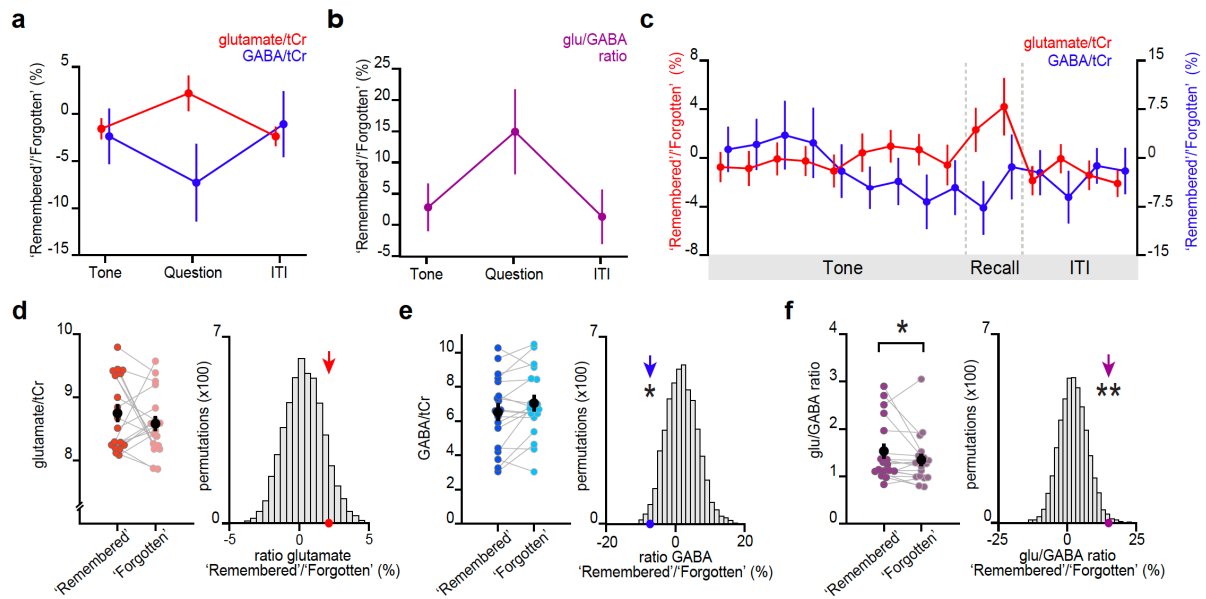 a
glutamate/tCr
GABA/tCr
'Remembered'/'Forgotten' (%)
5
0
-5
-10
-15
Tone
Question
ITI
b
glu/GABA
ratio
'Remembered'/'Forgotten' (%)
25
20
15
10
5
0
-5
Tone
Question
ITI
c
glutamate/tCr
GABA/tCr
'Remembered'/'Forgotten' (%)
8
4
0
-4
-8
15
7.5
0
-7.5
-15
'Remembered'/'Forgotten' (%)
Tone
Recall
ITI
d
glutamate/tCr
10
9
8
'Remembered'
'Forgotten'
permutations (x100)
7
0
-5
0
5
ratio glutamate
'Remembered'/'Forgotten' (%)
e
GABA/tCr
10
8
6
4
2
0
'Remembered'
'Forgotten'
permutations (x100)
7
0
*
-20
0
20
ratio GABA
'Remembered'/'Forgotten' (%)
f
glu/GABA ratio
4
3
2
1
0
*
'Remembered'
'Forgotten'
permutations (x100)
7
0
**
-25
0
25
glu/GABA ratio
'Remembered'/'Forgotten' (%)